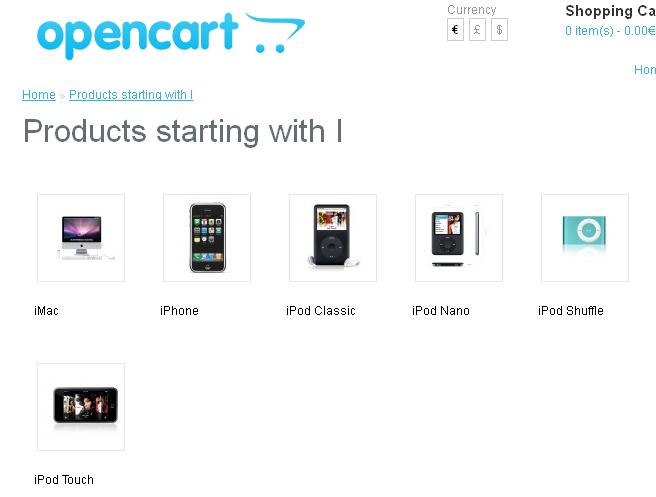 opencart
Currency
€ £ $
Shopping Ca
0 item(s) - 0.00€
Hon
Home » Products starting with I
Products starting with I
iMac
iPhone
iPod Classic
iPod Nano
iPod Shuffle
iPod Touch